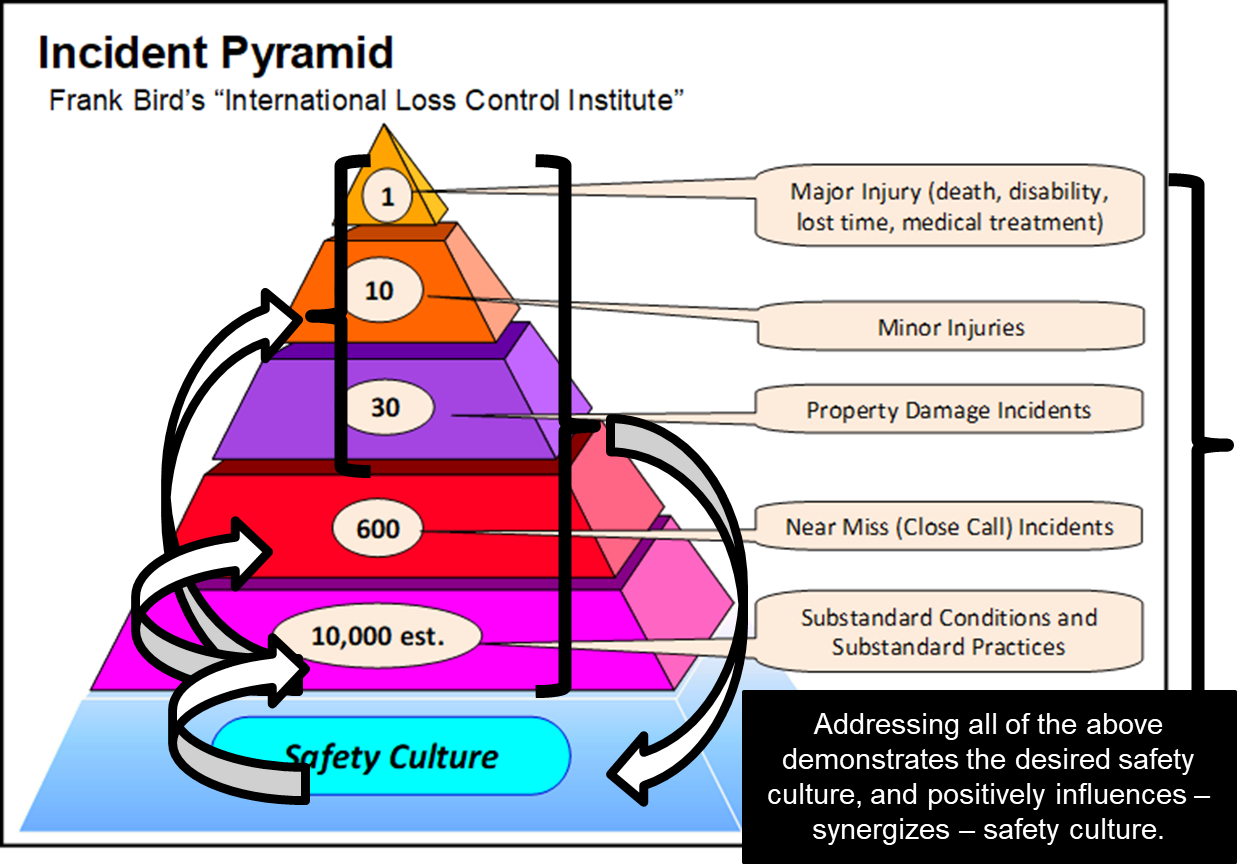 Incident Pyramid
Frank Bird's "International Loss Control Institute"
1
Major Injury (death, disability,
lost time, medical treatment)
10
Minor Injuries
30
Property Damage Incidents
600
Near Miss (Close Call) Incidents
10,000 est.
Substandard Conditions and
Substandard Practices
Safety Culture
Addressing all of the above
demonstrates the desired safety
culture, and positively influences –
synergizes – safety culture.